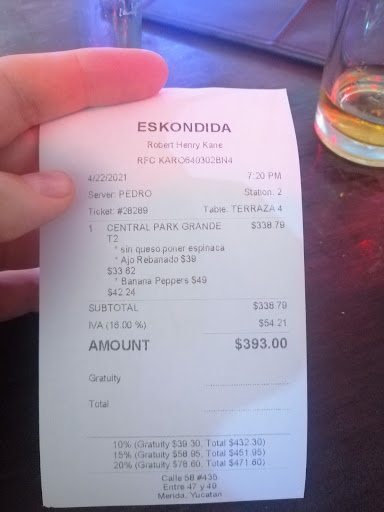 ESKONDIDA
Robert Henry Kane
RFC KARO640302BN4
4/22/2021 7:20 PM
Server: PEDRO Station: 2
Ticket: #28289 Table: TERRAZA 4
1 CENTRAL PARK GRANDE $338.79
T2
* sin queso,poner espinaca
* Ajo Rebanado $39
$33.62
* Banana Peppers $49
$42.24
SUBTOTAL $338.79
IVA (16.00 %) $54.21
AMOUNT $393.00
Gratuity
Total
10% (Gratuity $39.30, Total $432.30)
15% (Gratuity $58.95, Total $451.95)
20% (Gratuity $78.60, Total $471.60)
Calle 58 #435
Entre 47 y 49
Merida, Yucatan